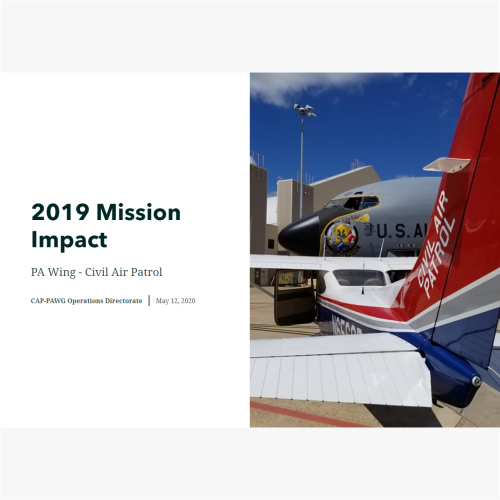 2019 Mission
Impact
PA Wing - Civil Air Patrol
CAP-PAWG Operations Directorate | May 12, 2020
U.S. AI
CIVIL AIR
PATROL